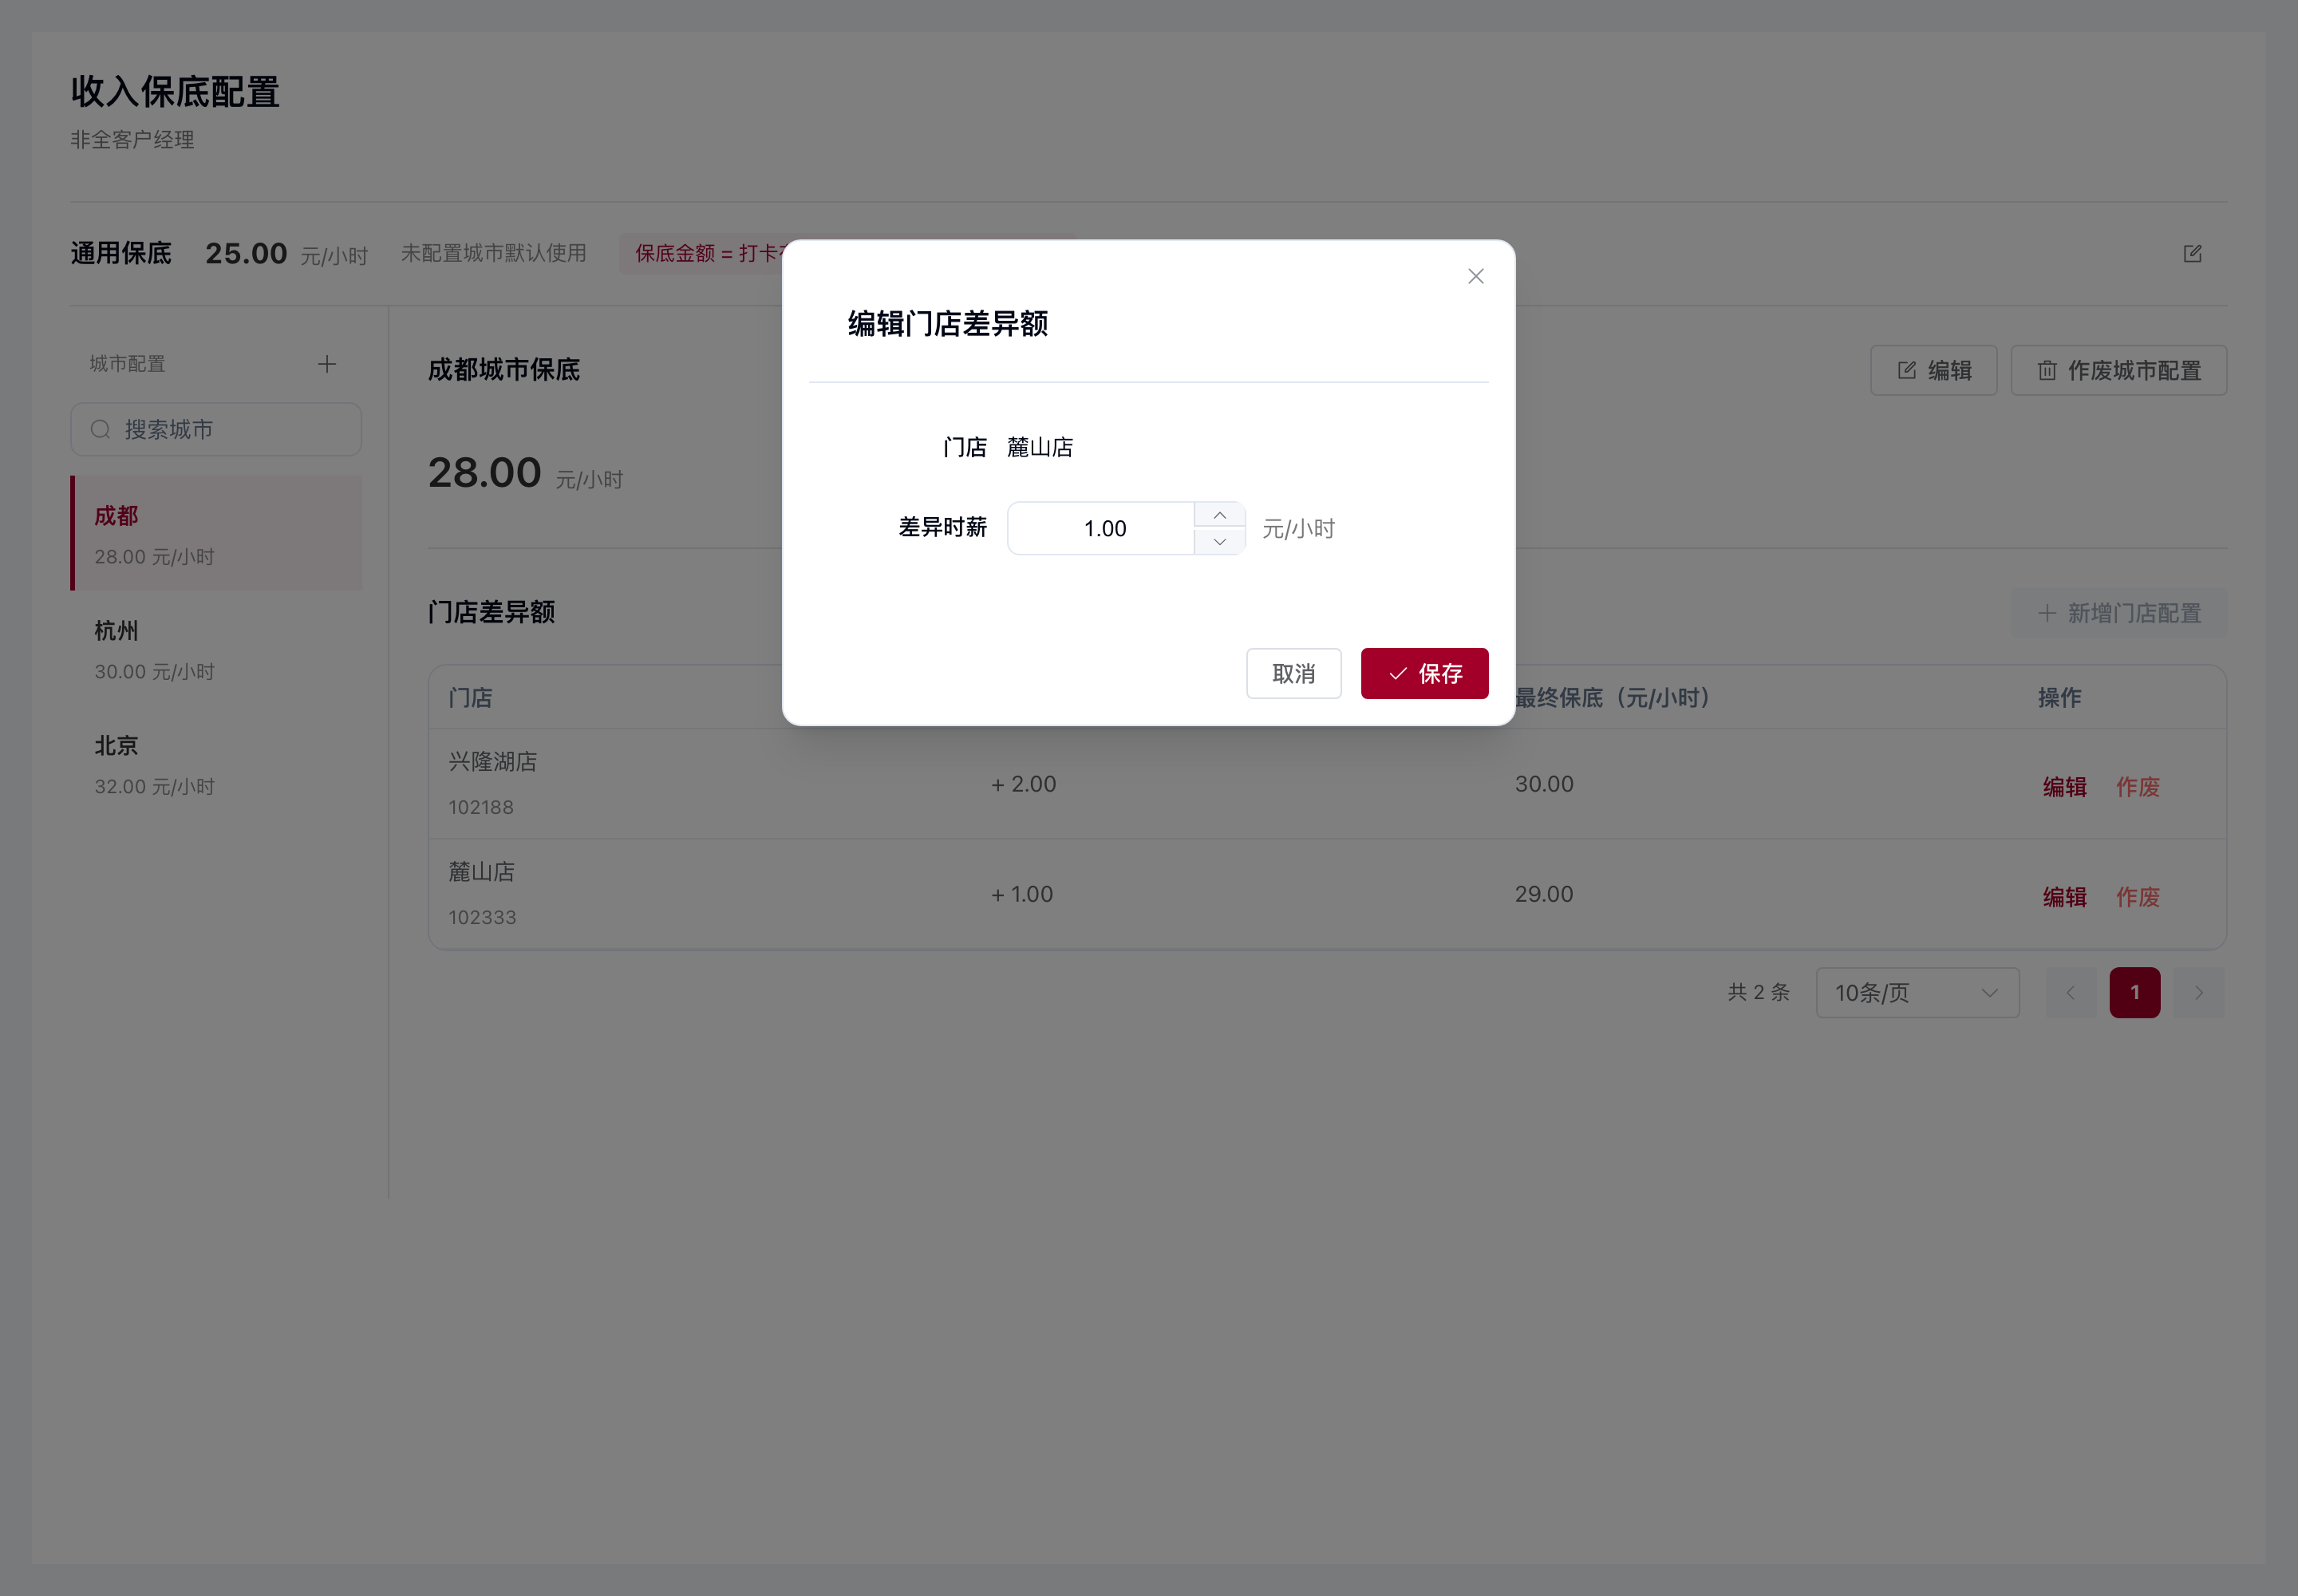 收入保底配置
非全客户经理
通用保底 25.00 元/小时 未配置城市默认使用 保底金额 = 打卡
编辑门店差异额
门店 麓山店
差异时薪 1.00 元/小时
取消 保存
城市配置
搜索城市
成都
28.00 元/小时
杭州
30.00 元/小时
北京
32.00 元/小时
成都城市保底 编辑 作废城市配置
28.00 元/小时
门店差异额 新增门店配置
门店 最终保底（元/小时） 操作
兴隆湖店
102188
+ 2.00 30.00 编辑 作废
麓山店
102333
+ 1.00 29.00 编辑 作废
共 2 条 10条/页 1